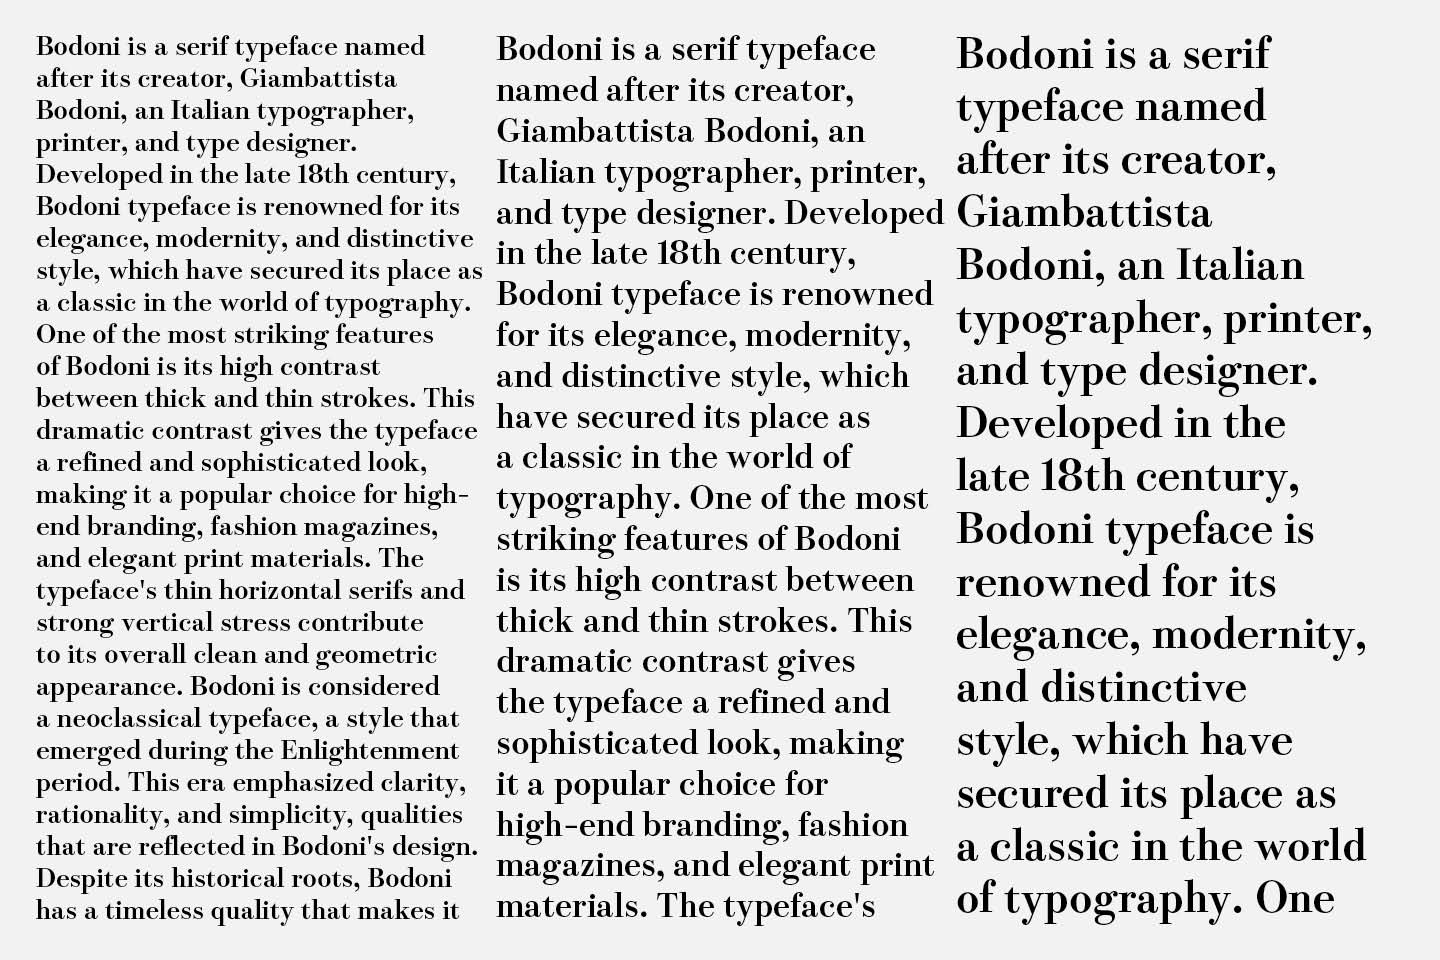 Bodoni is a serif typeface named
after its creator, Giambattista
Bodoni, an Italian typographer,
printer, and type designer.
Developed in the late 18th century,
Bodoni typeface is renowned for its
elegance, modernity, and distinctive
style, which have secured its place as
a classic in the world of typography.
One of the most striking features
of Bodoni is its high contrast
between thick and thin strokes. This
dramatic contrast gives the typeface
a refined and sophisticated look,
making it a popular choice for high-
end branding, fashion magazines,
and elegant print materials. The
typeface's thin horizontal serifs and
strong vertical stress contribute
to its overall clean and geometric
appearance. Bodoni is considered
a neoclassical typeface, a style that
emerged during the Enlightenment
period. This era emphasized clarity,
rationality, and simplicity, qualities
that are reflected in Bodoni's design.
Despite its historical roots, Bodoni
has a timeless quality that makes it
Bodoni is a serif typeface
named after its creator,
Giambattista Bodoni, an
Italian typographer, printer,
and type designer. Developed
in the late 18th century,
Bodoni typeface is renowned
for its elegance, modernity,
and distinctive style, which
have secured its place as
a classic in the world of
typography. One of the most
striking features of Bodoni
is its high contrast between
thick and thin strokes. This
dramatic contrast gives
the typeface a refined and
sophisticated look, making
it a popular choice for
high-end branding, fashion
magazines, and elegant print
materials. The typeface's
Bodoni is a serif
typeface named
after its creator,
Giambattista
Bodoni, an Italian
typographer, printer,
and type designer.
Developed in the
late 18th century,
Bodoni typeface is
renowned for its
elegance, modernity,
and distinctive
style, which have
secured its place as
a classic in the world
of typography. One